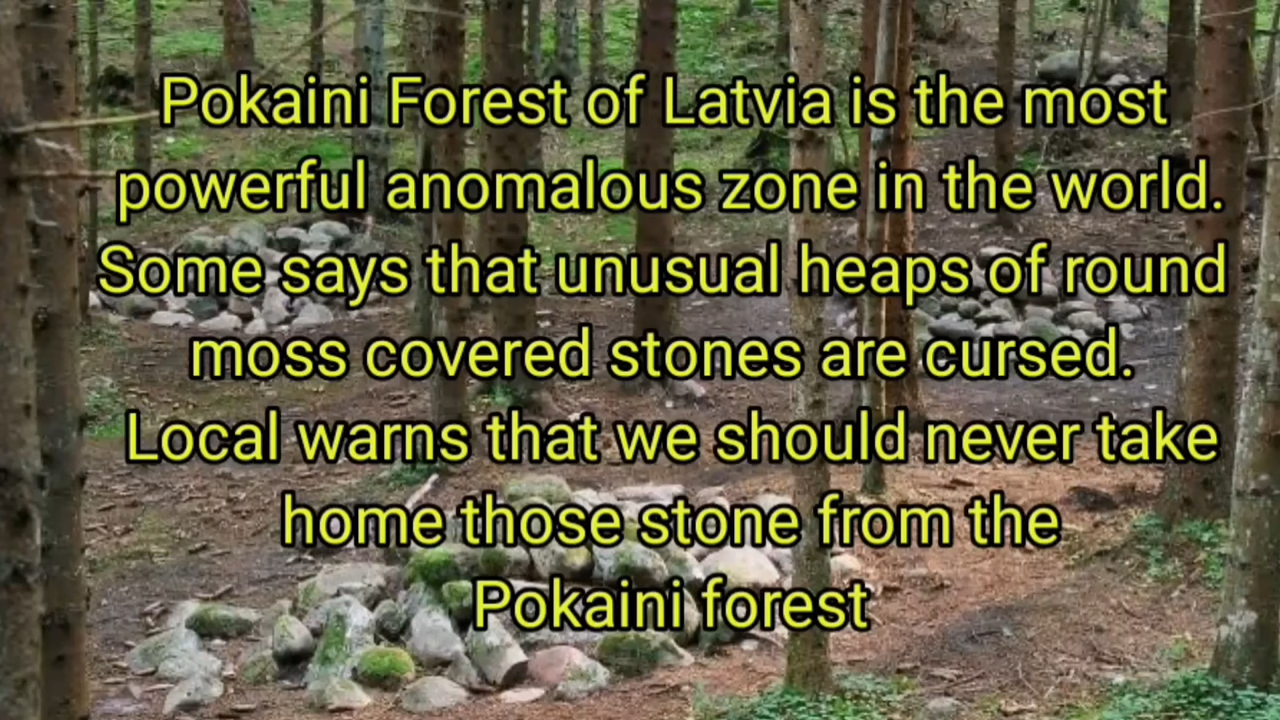 Pokaini Forest of Latvia is the most
powerful anomalous zone in the world.
Some says that unusual heaps of round
moss covered stones are cursed.
Local warns that we should never take
home those stone from the
Pokaini forest